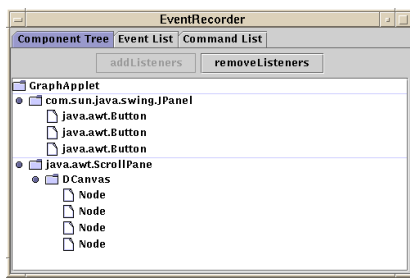 EventRecorder
Component Tree Event List Command List
addListeners removeListeners
GraphApplet
com.sun.java.swing.JPanel
java.awt.Button
java.awt.Button
java.awt.Button
java.awt.ScrollPane
DCanvas
Node
Node
Node
Node